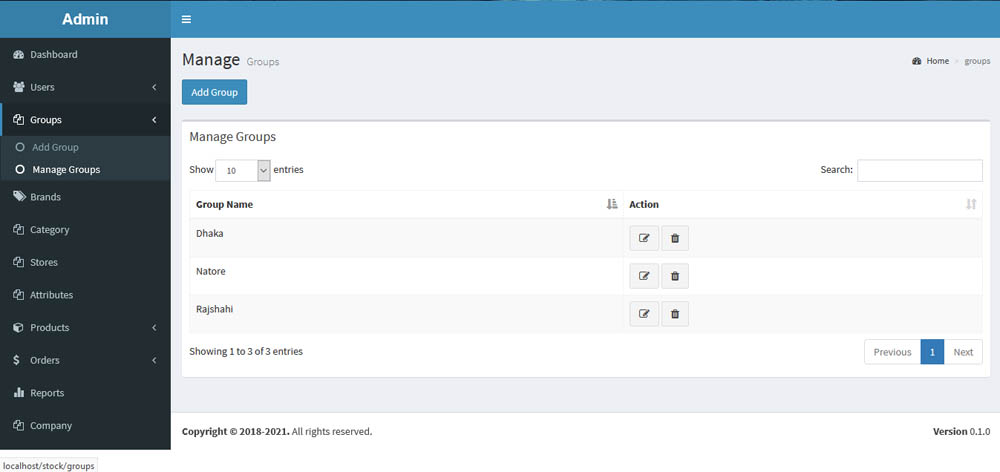 Admin
Dashboard
Users
Groups
Add Group
Manage Groups
Brands
Category
Stores
Attributes
Products
Orders
Reports
Company
Manage Groups
Home > groups
Add Group
Manage Groups
Show 10 entries
Search:
Group Name Action
Dhaka
Natore
Rajshahi
Showing 1 to 3 of 3 entries
Previous 1 Next
Copyright © 2018-2021. All rights reserved.
Version 0.1.0
localhost/stock/groups